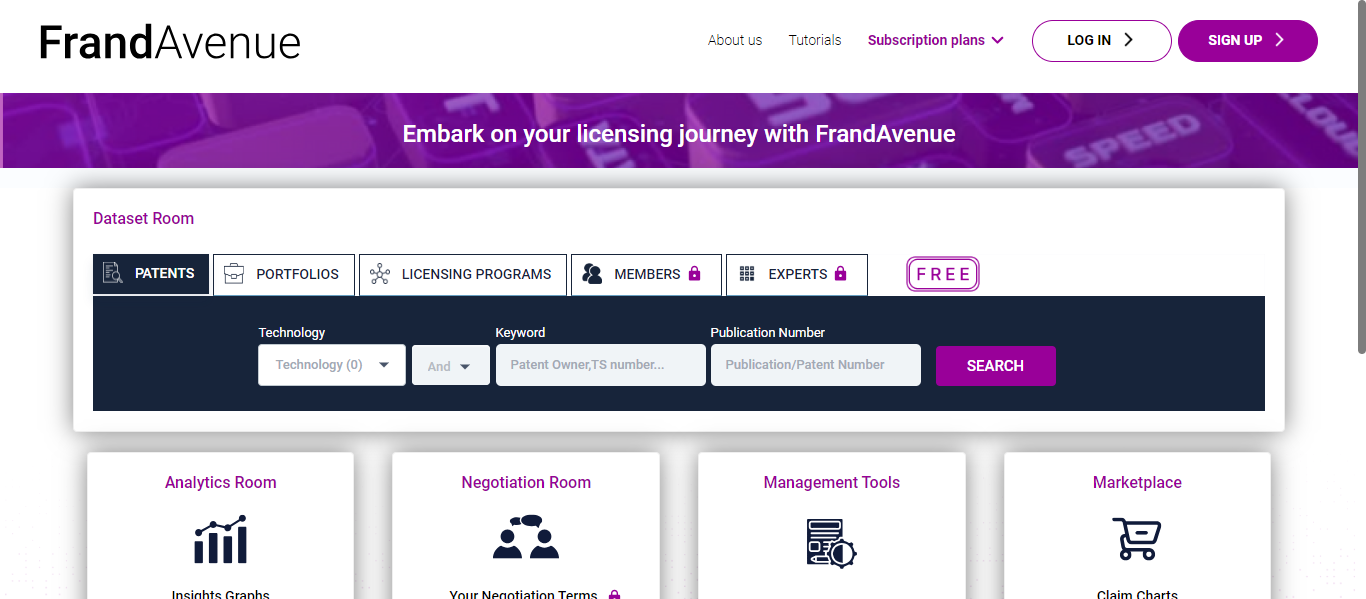 FrandAvenue
About us
Tutorials
Subscription plans
LOG IN
SIGN UP
Embark on your licensing journey with FrandAvenue
SPEED
Dataset Room
PATENTS
PORTFOLIOS
LICENSING PROGRAMS
MEMBERS
EXPERTS
FREE
Technology
Keyword
Publication Number
Technology (0)
And
Patent Owner,TS number...
Publication/Patent Number
SEARCH
Analytics Room
Negotiation Room
Management Tools
Marketplace
Insights Graphs
Your Negotiation Terms
Claim Charts